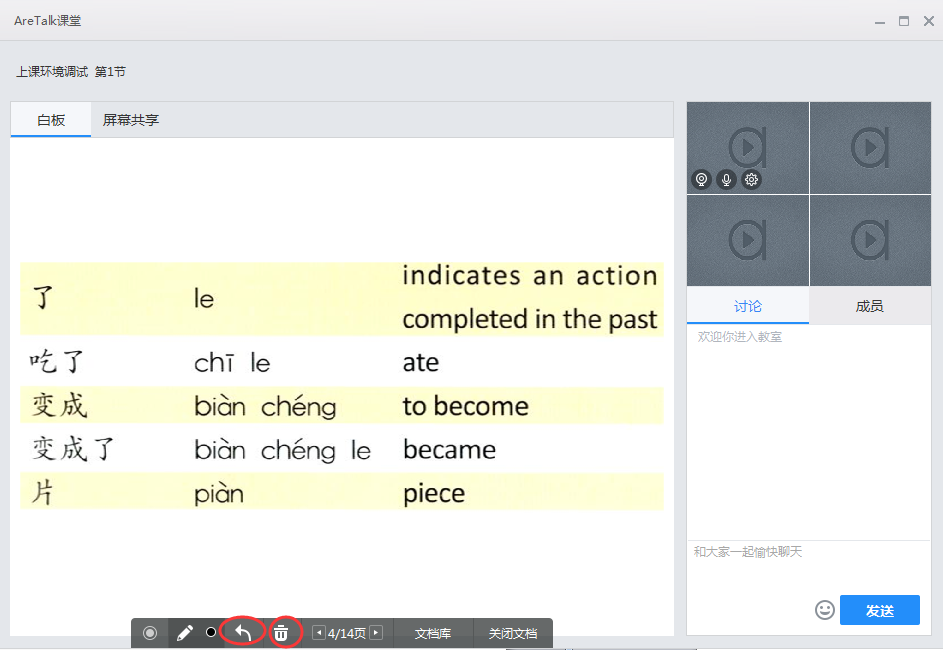 AreTalk课堂
上课环境调试 第1节
白板 屏幕共享
了 le indicates an action
completed in the past
吃了 chī le ate
变成 biàn chéng to become
变成了 biàn chéng le became
片 piàn piece
4/14页 文档库 关闭文档
讨论 成员
欢迎你进入教室
和大家一起愉快聊天
发送